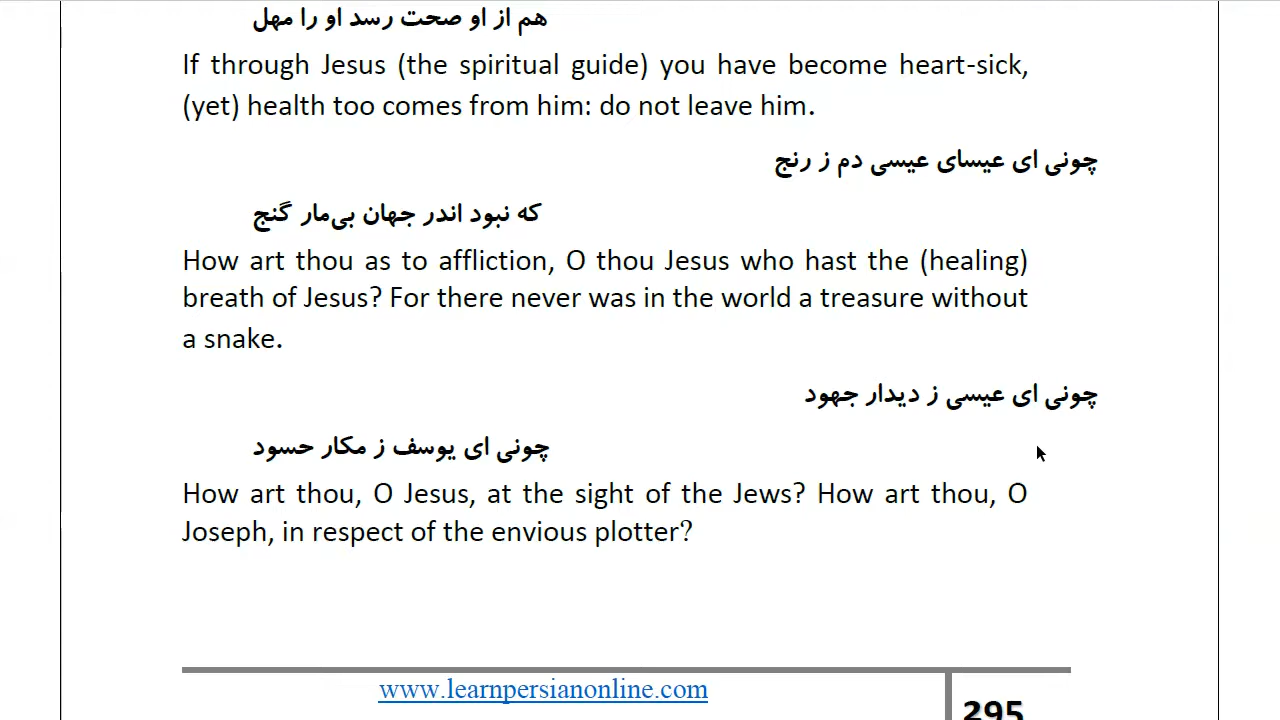 هم از او صحت رسد او را مهل
If through Jesus (the spiritual guide) you have become heart-sick,
(yet) health too comes from him: do not leave him.
چونی ای عیسای عیسی دم ز رنج
که نبود اندر جهان بی‌مار گنج
How art thou as to affliction, O thou Jesus who hast the (healing)
breath of Jesus? For there never was in the world a treasure without
a snake.
چونی ای عیسی ز دیدار جهود
چونی ای یوسف ز مکار حسود
How art thou, O Jesus, at the sight of the Jews? How art thou, O
Joseph, in respect of the envious plotter?
www.learnpersianonline.com
295